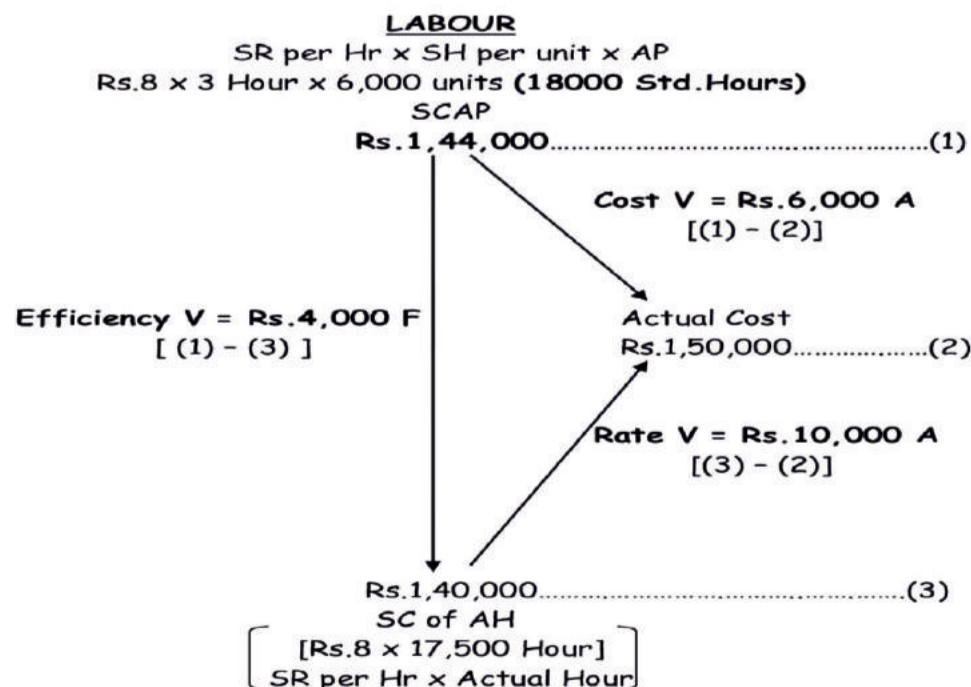 LABOUR
SR per Hr x SH per unit x AP
Rs.8 x 3 Hour x 6,000 units (18000 Std.Hours)
SCAP
Rs.1,44,000..................................................(1)
Cost V = Rs.6,000 A
[(1) - (2)]
Efficiency V = Rs.4,000 F
[ (1) - (3) ]
Actual Cost
Rs.1,50,000..................(2)
Rate V = Rs.10,000 A
[(3) - (2)]
Rs.1,40,000.................................................(3)
SC of AH
[Rs.8 x 17,500 Hour]
SR per Hr x Actual Hour